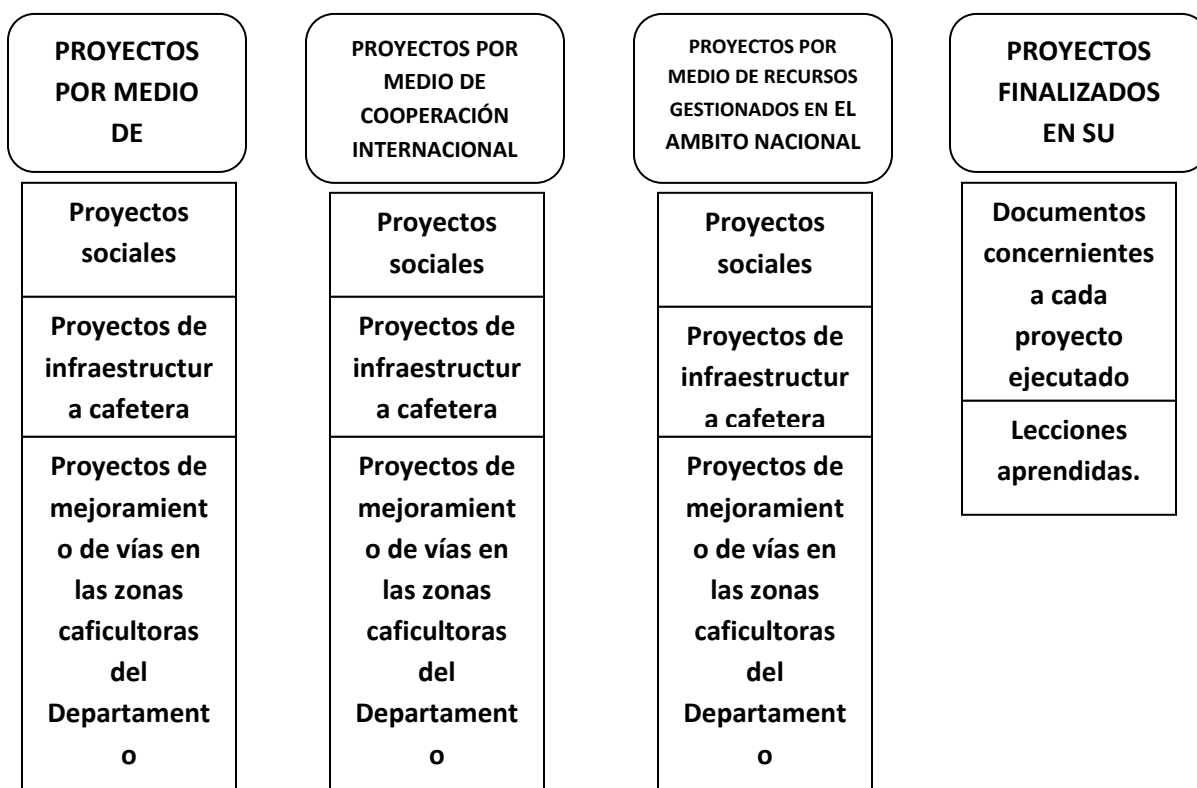 PROYECTOS
POR MEDIO
DE
Proyectos
sociales
Proyectos de
infraestructur
a cafetera
Proyectos de
mejoramient
o de vías en
las zonas
caficultoras
del
Departament
o
PROYECTOS POR
MEDIO DE
COOPERACIÓN
INTERNACIONAL
Proyectos
sociales
Proyectos de
infraestructur
a cafetera
Proyectos de
mejoramient
o de vías en
las zonas
caficultoras
del
Departament
o
PROYECTOS POR
MEDIO DE RECURSOS
GESTIONADOS EN EL
AMBITO NACIONAL
Proyectos
sociales
Proyectos de
infraestructur
a cafetera
Proyectos de
mejoramient
o de vías en
las zonas
caficultoras
del
Departament
o
PROYECTOS
FINALIZADOS
EN SU
Documentos
concernientes
a cada
proyecto
ejecutado
Lecciones
aprendidas.